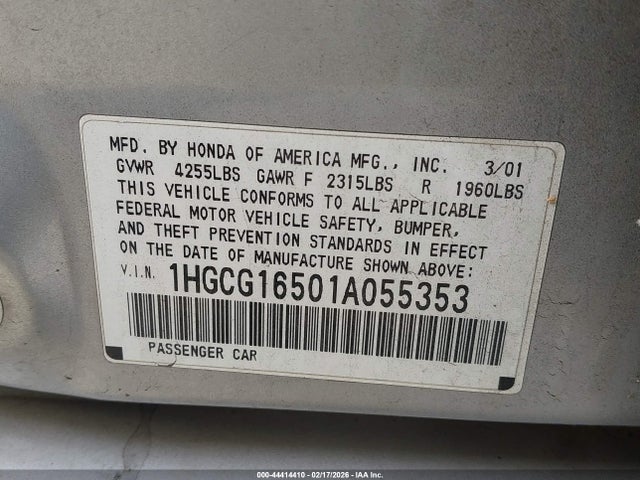 MFD. BY HONDA OF AMERICA MFG., INC. 3/01
GVWR 4255LBS GAWR F 2315LBS R 1960LBS
THIS VEHICLE CONFORMS TO ALL APPLICABLE
FEDERAL MOTOR VEHICLE SAFETY, BUMPER,
AND THEFT PREVENTION STANDARDS IN EFFECT
ON THE DATE OF MANUFACTURE SHOWN ABOVE:
V.I.N. 1HGCG16501A055353
PASSENGER CAR
000-44414410 - 02/17/2026 - IAA Inc.